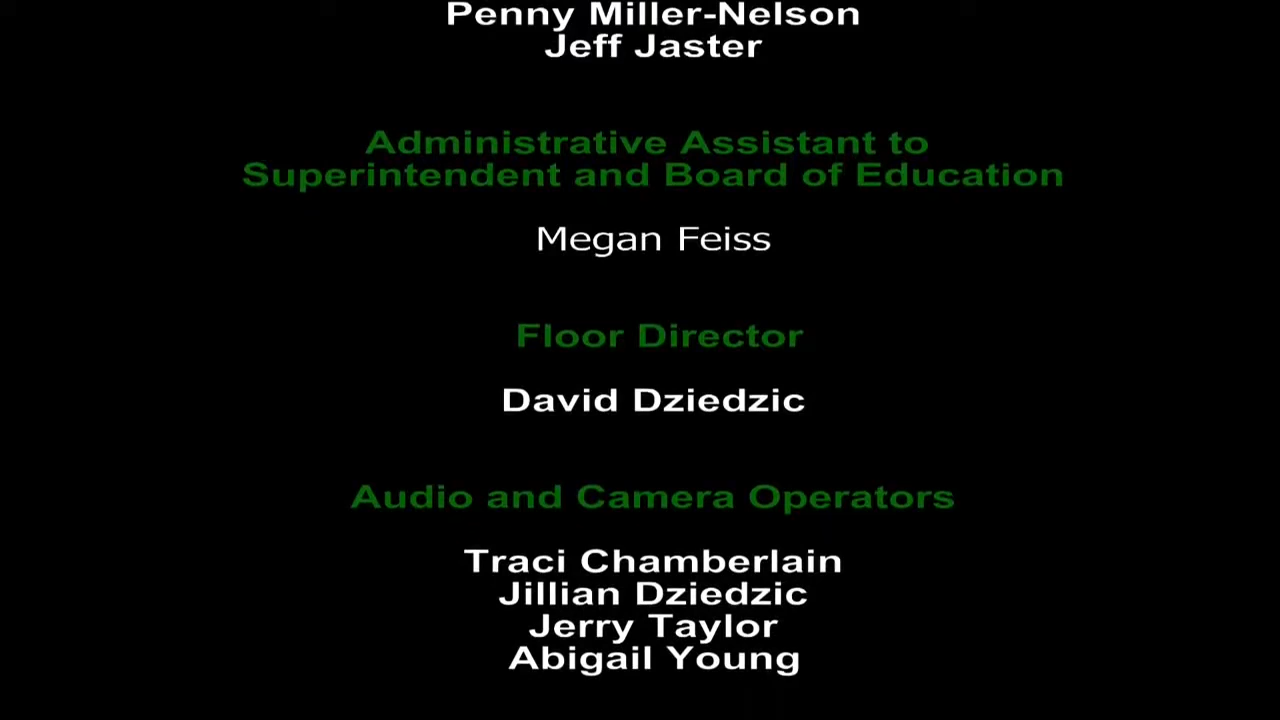 Penny Miller-Nelson
Jeff Jaster
Administrative Assistant to
Superintendent and Board of Education
Megan Feiss
Floor Director
David Dziedzic
Audio and Camera Operators
Traci Chamberlain
Jillian Dziedzic
Jerry Taylor
Abigail Young